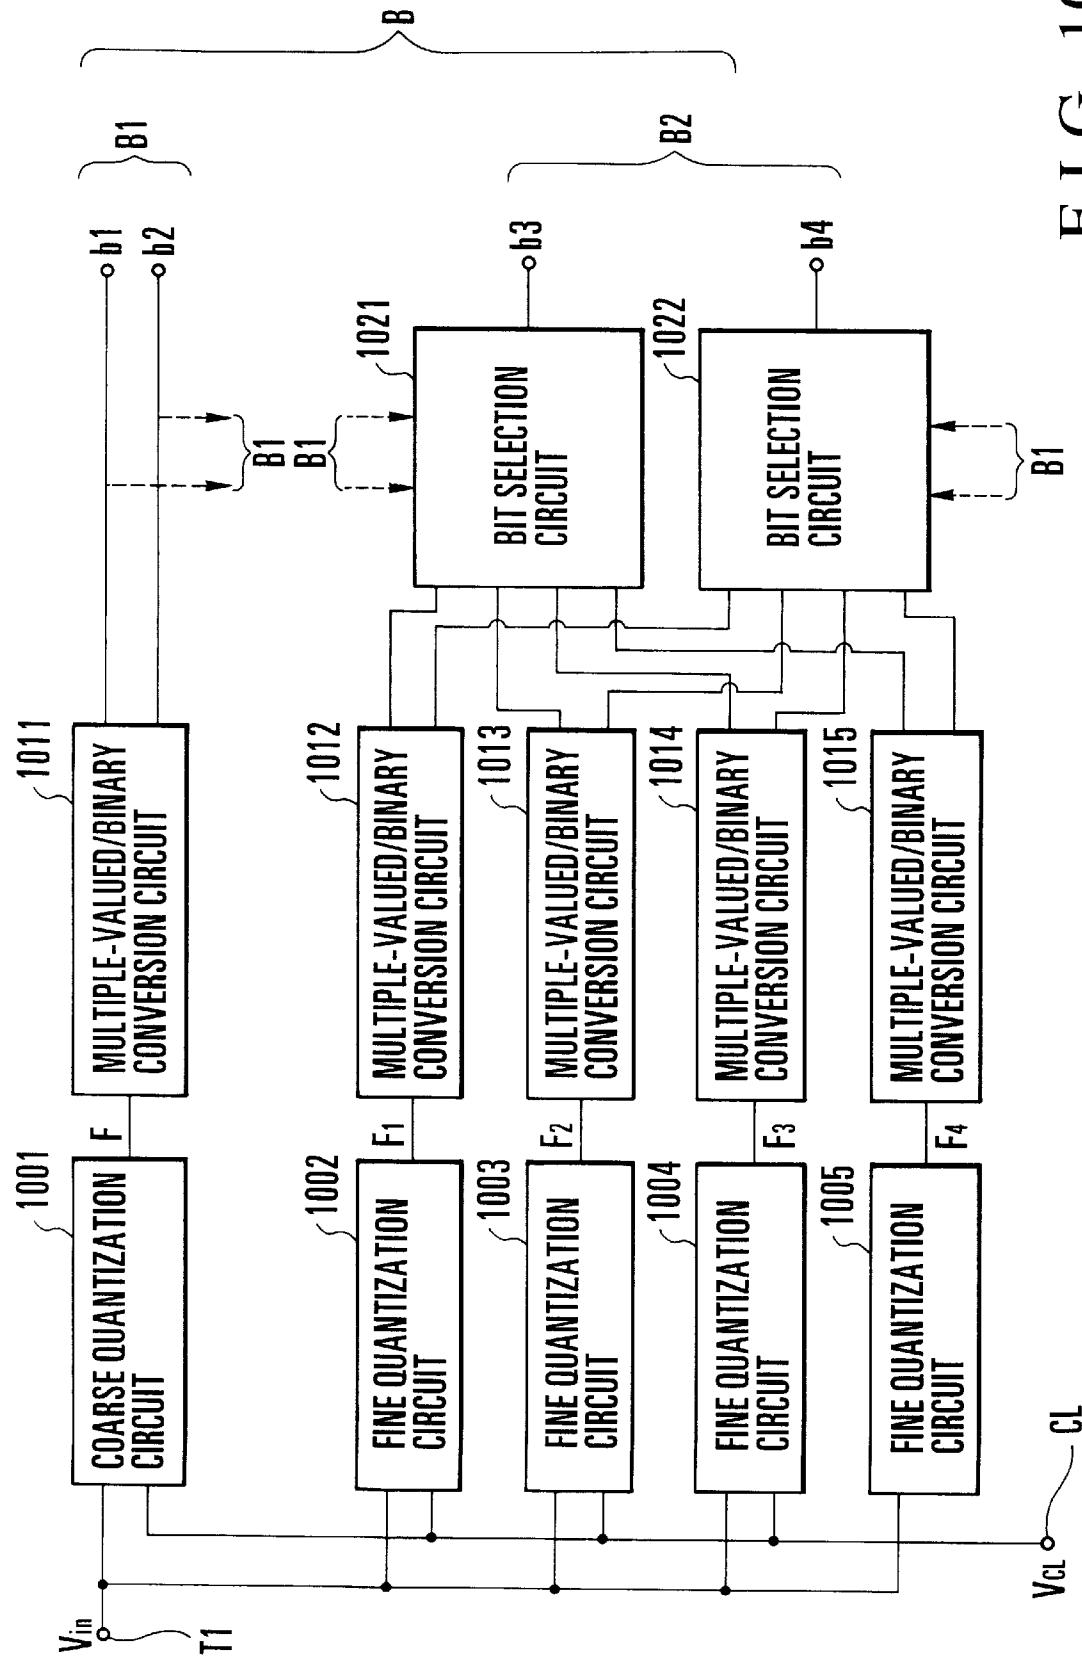 Vin
T1
VCL
CL
1001
COARSE QUANTIZATION
CIRCUIT
F
1011
MULTIPLE-VALUED/BINARY
CONVERSION CIRCUIT
b1
b2
B1
B1
B1
B
1002
FINE QUANTIZATION
CIRCUIT
F1
1012
MULTIPLE-VALUED/BINARY
CONVERSION CIRCUIT
1003
FINE QUANTIZATION
CIRCUIT
F2
1013
MULTIPLE-VALUED/BINARY
CONVERSION CIRCUIT
1004
FINE QUANTIZATION
CIRCUIT
F3
1014
MULTIPLE-VALUED/BINARY
CONVERSION CIRCUIT
1005
FINE QUANTIZATION
CIRCUIT
F4
1015
MULTIPLE-VALUED/BINARY
CONVERSION CIRCUIT
1021
BIT SELECTION
CIRCUIT
b3
1022
BIT SELECTION
CIRCUIT
b4
B1
B2